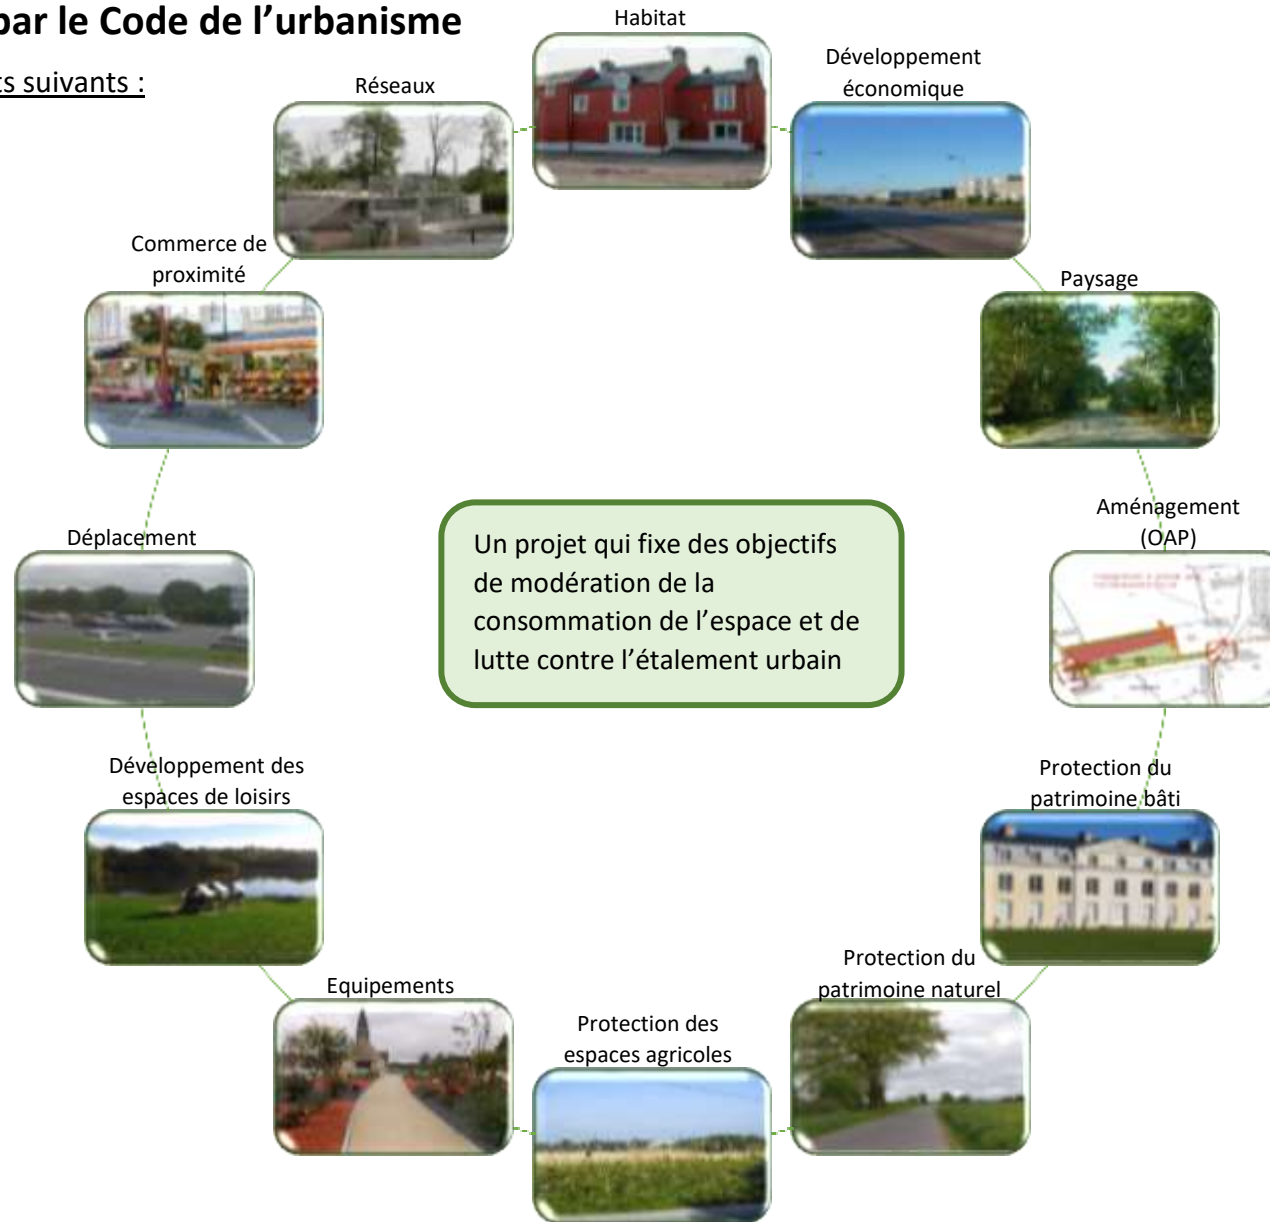 par le Code de l'urbanisme
ts suivants :
Habitat
Développement
économique
Réseaux
Paysage
Commerce de
proximité
Aménagement
(OAP)
Déplacement
Un projet qui fixe des objectifs
de modération de la
consommation de l'espace et de
lutte contre l'étalement urbain
Protection du
patrimoine bâti
Développement des
espaces de loisirs
Protection du
patrimoine naturel
Equipements
Protection des
espaces agricoles